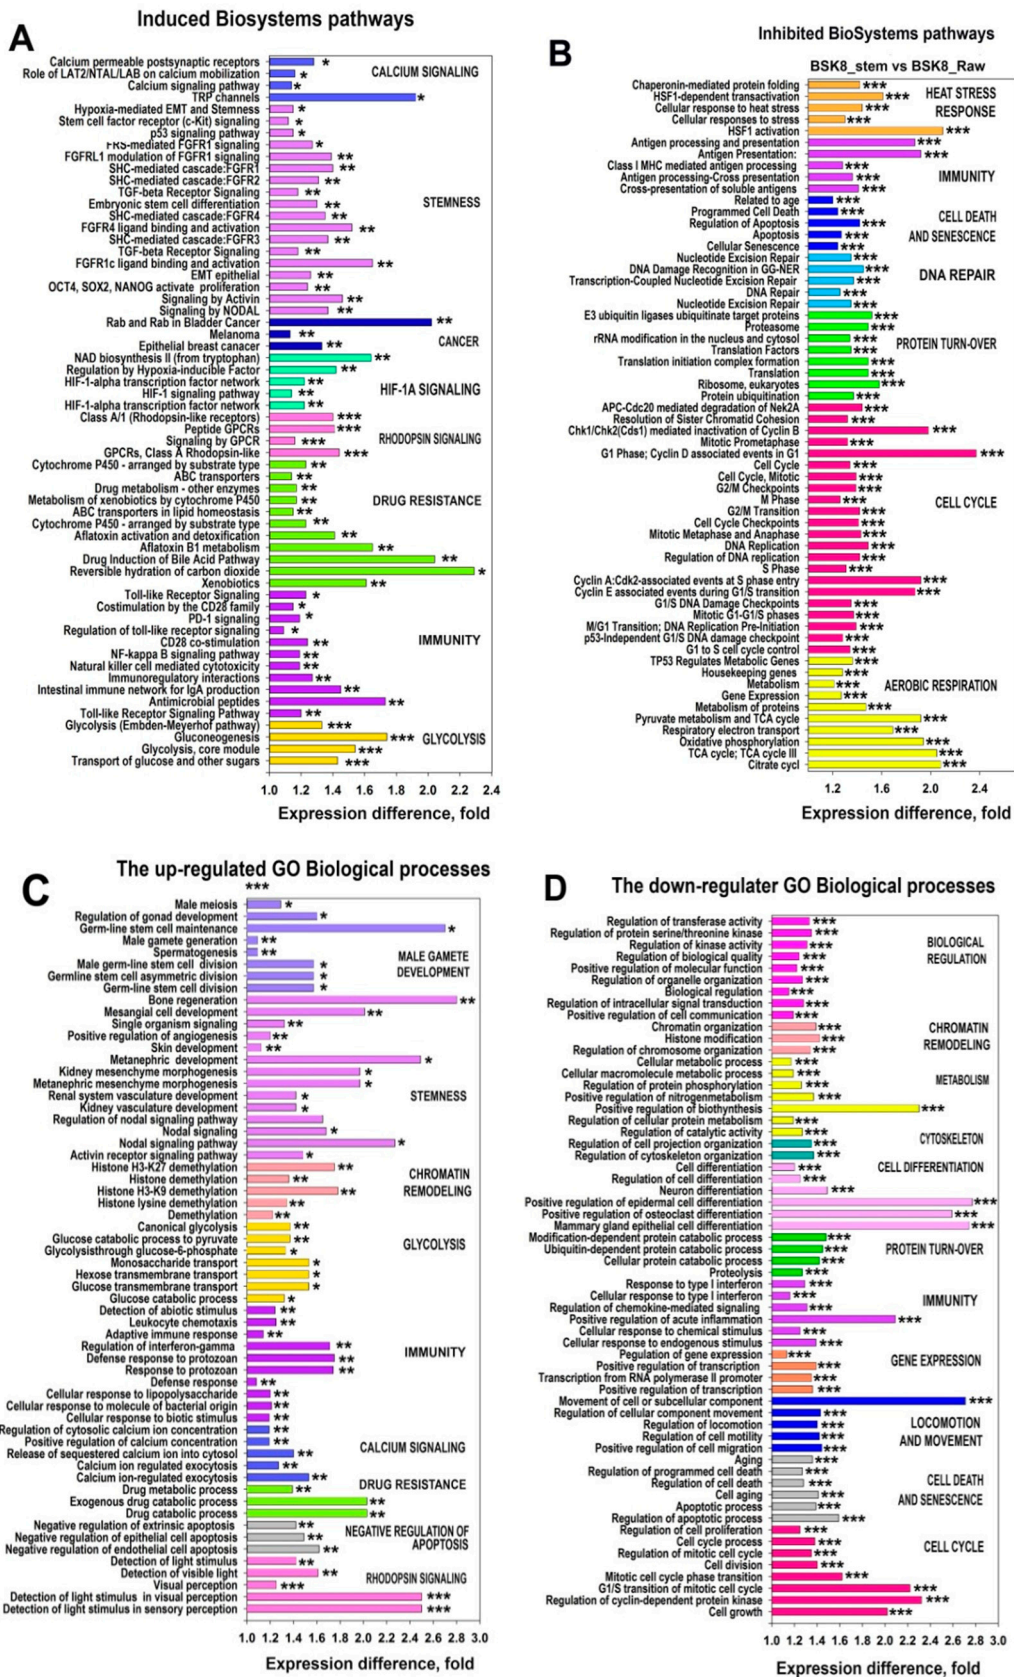 A
Induced Biosystems pathways
Calcium permeable postsynaptic receptors *
Role of LAT2/NTAL/LAB on calcium mobilization *
CALCIUM SIGNALING
Calcium signaling pathway *
TRP channels *
Hypoxia-mediated EMT and Stemness *
Stem cell factor receptor (c-Kit) signaling *
p53 signaling pathway *
FRS-mediated FGFR1 signaling *
FGFRL1 modulation of FGFR1 signaling **
SHC-mediated cascade:FGFR1 **
SHC-mediated cascade:FGFR2 **
TGF-beta Receptor Signaling **
Embryonic stem cell differentiation **
STEMNESS
SHC-mediated cascade:FGFR4 **
FGFR4 ligand binding and activation **
SHC-mediated cascade:FGFR3 **
TGF-beta Receptor Signaling **
FGFR1c ligand binding and activation **
EMT epithelial **
OCT4, SOX2, NANOG activate proliferation **
Signaling by Activin **
Signaling by NODAL **
Rab and Rab in Bladder Cancer **
Melanoma **
CANCER
Epithelial breast canacer **
NAD biosynthesis II (from tryptophan) **
Regulation by Hypoxia-inducible Factor **
HIF-1-alpha transcription factor network **
HIF-1A SIGNALING
HIF-1 signaling pathway **
HIF-1-alpha transcription factor network **
Class A/1 (Rhodopsin-like receptors) ***
Peptide GPCRs ***
Signaling by GPCR ***
RHODOPSIN SIGNALING
GPCRs, Class A Rhodopsin-like ***
Cytochrome P450 - arranged by substrate type **
ABC transporters **
Drug metabolism - other enzymes **
Metabolism of xenobiotics by cytochrome P450 **
DRUG RESISTANCE
ABC transporters in lipid homeostasis **
Cytochrome P450 - arranged by substrate type **
Aflatoxin activation and detoxification **
Aflatoxin B1 metabolism **
Drug Induction of Bile Acid Pathway **
Reversible hydration of carbon dioxide *
Xenobiotics **
Toll-like Receptor Signaling *
Costimulation by the CD28 family *
PD-1 signaling *
Regulation of toll-like receptor signaling *
CD28 co-stimulation **
IMMUNITY
NF-kappa B signaling pathway **
Natural killer cell mediated cytotoxicity **
Immunoregulatory interactions **
Intestinal immune network for IgA production **
Antimicrobial peptides **
Toll-like Receptor Signaling Pathway **
Glycolysis (Embden-Meyerhof pathway) ***
Gluconeogenesis ***
GLYCOLYSIS
Glycolysis, core module ***
Transport of glucose and other sugars ***
1.0 1.2 1.4 1.6 1.8 2.0 2.2 2.4
Expression difference, fold
B
Inhibited BioSystems pathways
BSK8_stem vs BSK8_Raw
Chaperonin-mediated protein folding ***
HSF1-dependent transactivation ***
HEAT STRESS
Cellular response to heat stress ***
RESPONSE
Cellular responses to stress ***
HSF1 activation ***
Antigen processing and presentation ***
Antigen Presentation: ***
Class I MHC mediated antigen processing ***
Antigen processing-Cross presentation ***
IMMUNITY
Cross-presentation of soluble antigens ***
Related to age ***
Programmed Cell Death ***
CELL DEATH
Regulation of Apoptosis ***
Apoptosis ***
AND SENESCENCE
Cellular Senescence ***
Nucleotide Excision Repair ***
DNA Damage Recognition in GG-NER ***
DNA REPAIR
Transcription-Coupled Nucleotide Excision Repair ***
DNA Repair ***
Nucleotide Excision Repair ***
E3 ubiquitin ligases ubiquitinate target proteins ***
Proteasome ***
rRNA modification in the nucleus and cytosol ***
PROTEIN TURN-OVER
Translation Factors ***
Translation initiation complex formation ***
Translation ***
Ribosome, eukaryotes ***
Protein ubiquitination ***
APC-Cdc20 mediated degradation of Nek2A ***
Resolution of Sister Chromatid Cohesion ***
Chk1/Chk2(Cds1) mediated inactivation of Cyclin B ***
Mitotic Prometaphase ***
G1 Phase; Cyclin D associated events in G1 ***
Cell Cycle ***
Cell Cycle, Mitotic ***
G2/M Checkpoints ***
M Phase ***
CELL CYCLE
G2/M Transition ***
Cell Cycle Checkpoints ***
Mitotic Metaphase and Anaphase ***
DNA Replication ***
Regulation of DNA replication ***
S Phase ***
Cyclin A:Cdk2-associated events at S phase entry ***
Cyclin E associated events during G1/S transition ***
G1/S DNA Damage Checkpoints ***
Mitotic G1-G1/S phases ***
M/G1 Transition; DNA Replication Pre-Initiation ***
p53-Independent G1/S DNA damage checkpoint ***
G1 to S cell cycle control ***
TP53 Regulates Metabolic Genes ***
Housekeeping genes ***
Metabolism ***
AEROBIC RESPIRATION
Gene Expression ***
Metabolism of proteins ***
Pyruvate metabolism and TCA cycle ***
Respiratory electron transport ***
Oxidative phosphorylation ***
TCA cycle; TCA cycle III ***
Citrate cycl ***
1.2 1.6 2.0 2.4
Expression difference, fold
C
The up-regulated GO Biological processes
***
Male meiosis *
Regulation of gonad development *
Germ-line stem cell maintenance *
Male gamete generation **
Spermatogenesis **
MALE GAMETE
Male germ-line stem cell division *
DEVELOPMENT
Germline stem cell asymmetric division *
Germ-line stem cell division *
Bone regeneration **
Mesangial cell development **
Single organism signaling **
Positive regulation of angiogenesis **
Skin development **
Metanephric development *
Kidney mesenchyme morphogenesis *
Metanephric mesenchyme morphogenesis *
Renal system vasculature development *
STEMNESS
Kidney vasculature development *
Regulation of nodal signaling pathway
Nodal signaling *
Nodal signaling pathway *
Activin receptor signaling pathway *
Histone H3-K27 demethylation **
CHROMATIN
Histone demethylation **
Histone H3-K9 demethylation **
REMODELING
Histone lysine demethylation **
Demethylation **
Canonical glycolysis **
Glucose catabolic process to pyruvate **
GLYCOLYSIS
Glycolysisthrough glucose-6-phosphate *
Monosaccharide transport *
Hexose transmembrane transport *
Glucose transmembrane transport *
Glucose catabolic process *
Detection of abiotic stimulus **
Leukocyte chemotaxis **
Adaptive immune response **
Regulation of interferon-gamma **
IMMUNITY
Defense response to protozoan **
Response to protozoan **
Defense response **
Cellular response to lipopolysaccharide **
Cellular response to molecule of bacterial origin **
Cellular response to biotic stimulus **
Regulation of cytosolic calcium ion concentration **
Positive regulation of calcium concentration **
CALCIUM SIGNALING
Release of sequestered calcium ion into cytosol **
Calcium ion regulated exocytosis **
Calcium ion-regulated exocytosis **
DRUG RESISTANCE
Drug metabolic process **
Exogenous drug catabolic process **
Drug catabolic process **
Negative regulation of extrinsic apoptosis **
NEGATIVE REGULATION OF
Negative regulation of epithelial cell apoptosis **
APOPTOSIS
Negative regulation of endothelial cell apoptosis **
Detection of light stimulus **
Detection of visible light **
RHODOPSIN SIGNALING
Visual perception ***
Detection of light stimulus in visual perception ***
Detection of light stimulus in sensory perception ***
1.0 1.2 1.4 1.6 1.8 2.0 2.2 2.4 2.6 2.8 3.0
Expression difference, fold
D
The down-regulater GO Biological processes
Regulation of transferase activity ***
Regulation of protein serine/threonine kinase ***
Regulation of kinase activity ***
BIOLOGICAL
Regulation of biological quality ***
REGULATION
Positive regulation of molecular function ***
Regulation of organelle organization ***
Biological regulation ***
Regulation of intracellular signal transduction ***
Positive regulation of cell communication ***
Chromatin organization ***
CHROMATIN
Histone modification ***
REMODELING
Regulation of chromosome organization ***
Cellular metabolic process ***
Cellular macromolecule metabolic process ***
METABOLISM
Regulation of protein phosphorylation ***
Positive regulation of nitrogenmetabolism ***
Positive regulation of biothynthesis ***
Regulation of cellular protein metabolism ***
Regulation of catalytic activity ***
CYTOSKELETON
Regulation of cell projection organization ***
Regulation of cytoskeleton organization ***
Cell differentiation ***
CELL DIFFERENTIATION
Regulation of cell differentiation ***
Neuron differentiation ***
Positive regulation of epidermal cell differentiation ***
Positive regulation of osteoclast differentiation ***
Mammary gland epithelial cell differentiation ***
Modification-dependent protein catabolic process ***
Ubiquitin-dependent protein catabolic process ***
PROTEIN TURN-OVER
Cellular protein catabolic process ***
Proteolysis ***
Response to type I interferon ***
Cellular response to type I interferon ***
IMMUNITY
Regulation of chemokine-mediated signaling ***
Positive regulation of acute inflammation ***
Cellular response to chemical stimulus ***
Cellular response to endogenous stimulus ***
Pegulation of gene expression ***
GENE EXPRESSION
Positive regulation of transcription ***
Transcription from RNA polymerase II promoter ***
Positive regulation of transcription ***
Movement of cell or subcellular component ***
Regulation of cellular component movement ***
LOCOMOTION
Regulation of locomotion ***
Regulation of cell motility ***
AND MOVEMENT
Positive regulation of cell migration ***
Aging ***
Regulation of programmed cell death ***
CELL DEATH
Regulation of cell death ***
Cell aging ***
AND SENESCENCE
Apoptotic process ***
Regulation of apoptotic process ***
Regulation of cell proliferation ***
Cell cycle process ***
CELL CYCLE
Regulation of mitotic cell cycle ***
Cell division ***
Mitotic cell cycle phase transition ***
G1/S transition of mitotic cell cycle ***
Regulation of cyclin-dependent protein kinase ***
Cell growth ***
1.0 1.2 1.4 1.6 1.8 2.0 2.2 2.4 2.6 2.8 3.0
Expression difference, fold